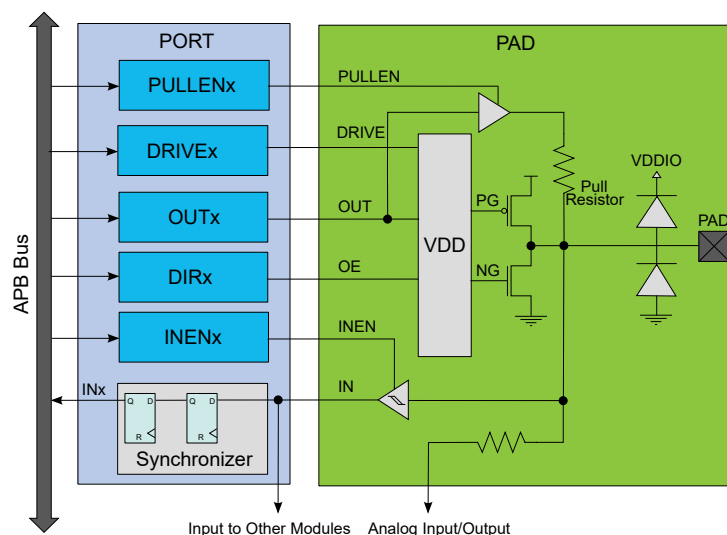 PORT
PAD
APB Bus
PULLENx
PULLEN
DRIVEx
DRIVE
OUTx
OUT
DIRx
OE
INENx
INEN
INx
IN
VDD
PG
NG
Pull
Resistor
VDDIO
PAD
Q D
R
Q D
R
Synchronizer
Input to Other Modules
Analog Input/Output